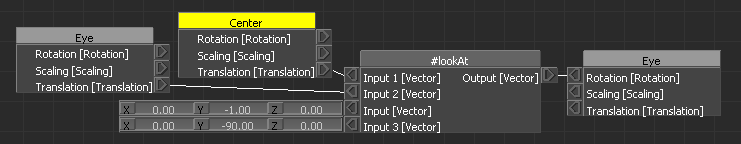 Eye
Rotation [Rotation]
Scaling [Scaling]
Translation [Translation]
Center
Rotation [Rotation]
Scaling [Scaling]
Translation [Translation]
#lookAt
Input 1 [Vector] Output [Vector]
Input 2 [Vector]
X 0.00 Y -1.00 Z 0.00 Input [Vector]
X 0.00 Y -90.00 Z 0.00 Input 3 [Vector]
Eye
Rotation [Rotation]
Scaling [Scaling]
Translation [Translation]